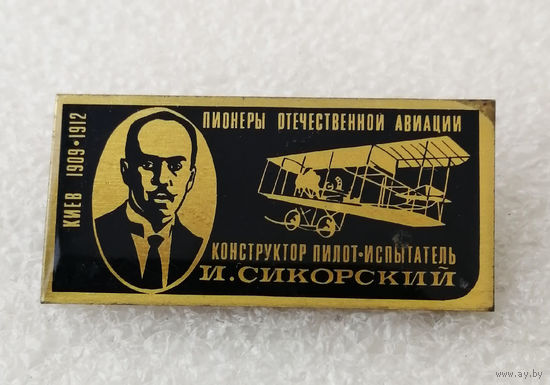 КИЕВ 1909•1912
ПИОНЕРЫ ОТЕЧЕСТВЕННОЙ АВИАЦИИ
КОНСТРУКТОР ПИЛОТ-ИСПЫТАТЕЛЬ
И. СИКОРСКИЙ
www.ay.by